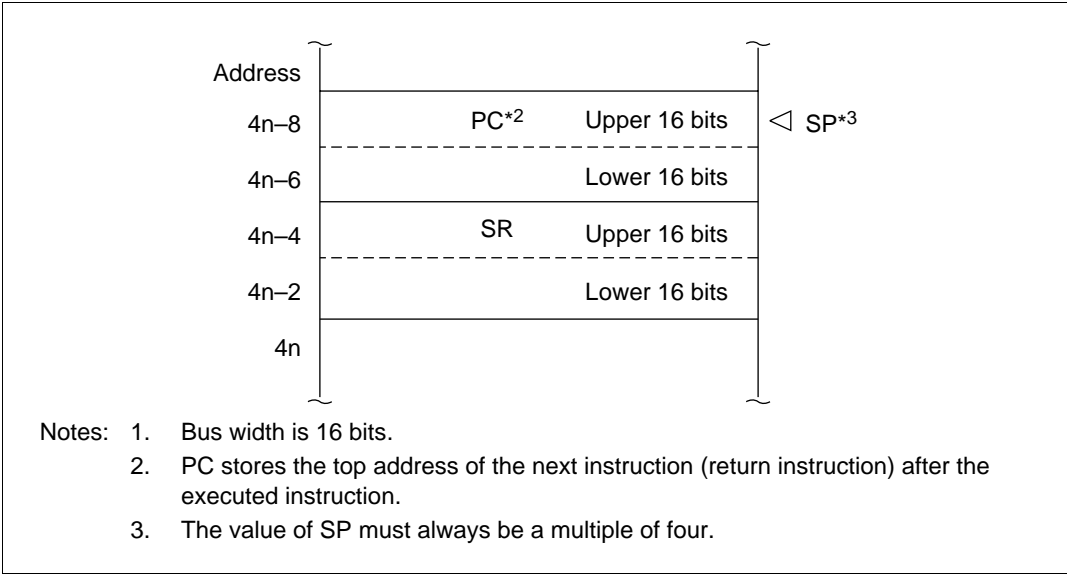 Address
4n–8 PC*2 Upper 16 bits SP*3
4n–6 Lower 16 bits
4n–4 SR Upper 16 bits
4n–2 Lower 16 bits
4n
Notes: 1. Bus width is 16 bits.
2. PC stores the top address of the next instruction (return instruction) after the
executed instruction.
3. The value of SP must always be a multiple of four.